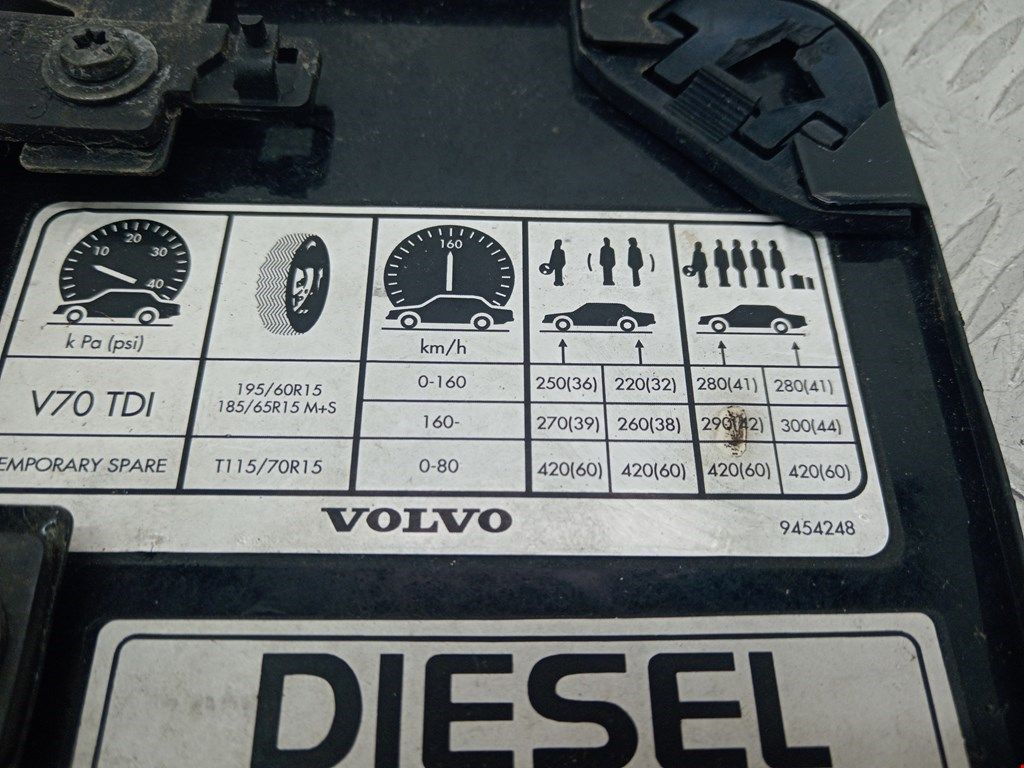 10 20 30 40
k Pa (psi)
160
km/h
V70 TDI
195/60R15
185/65R15 M+S
0-160 250(36) 220(32) 280(41) 280(41)
160- 270(39) 260(38) 290(42) 300(44)
EMPORARY SPARE T115/70R15 0-80 420(60) 420(60) 420(60) 420(60)
VOLVO 9454248
DIESEL